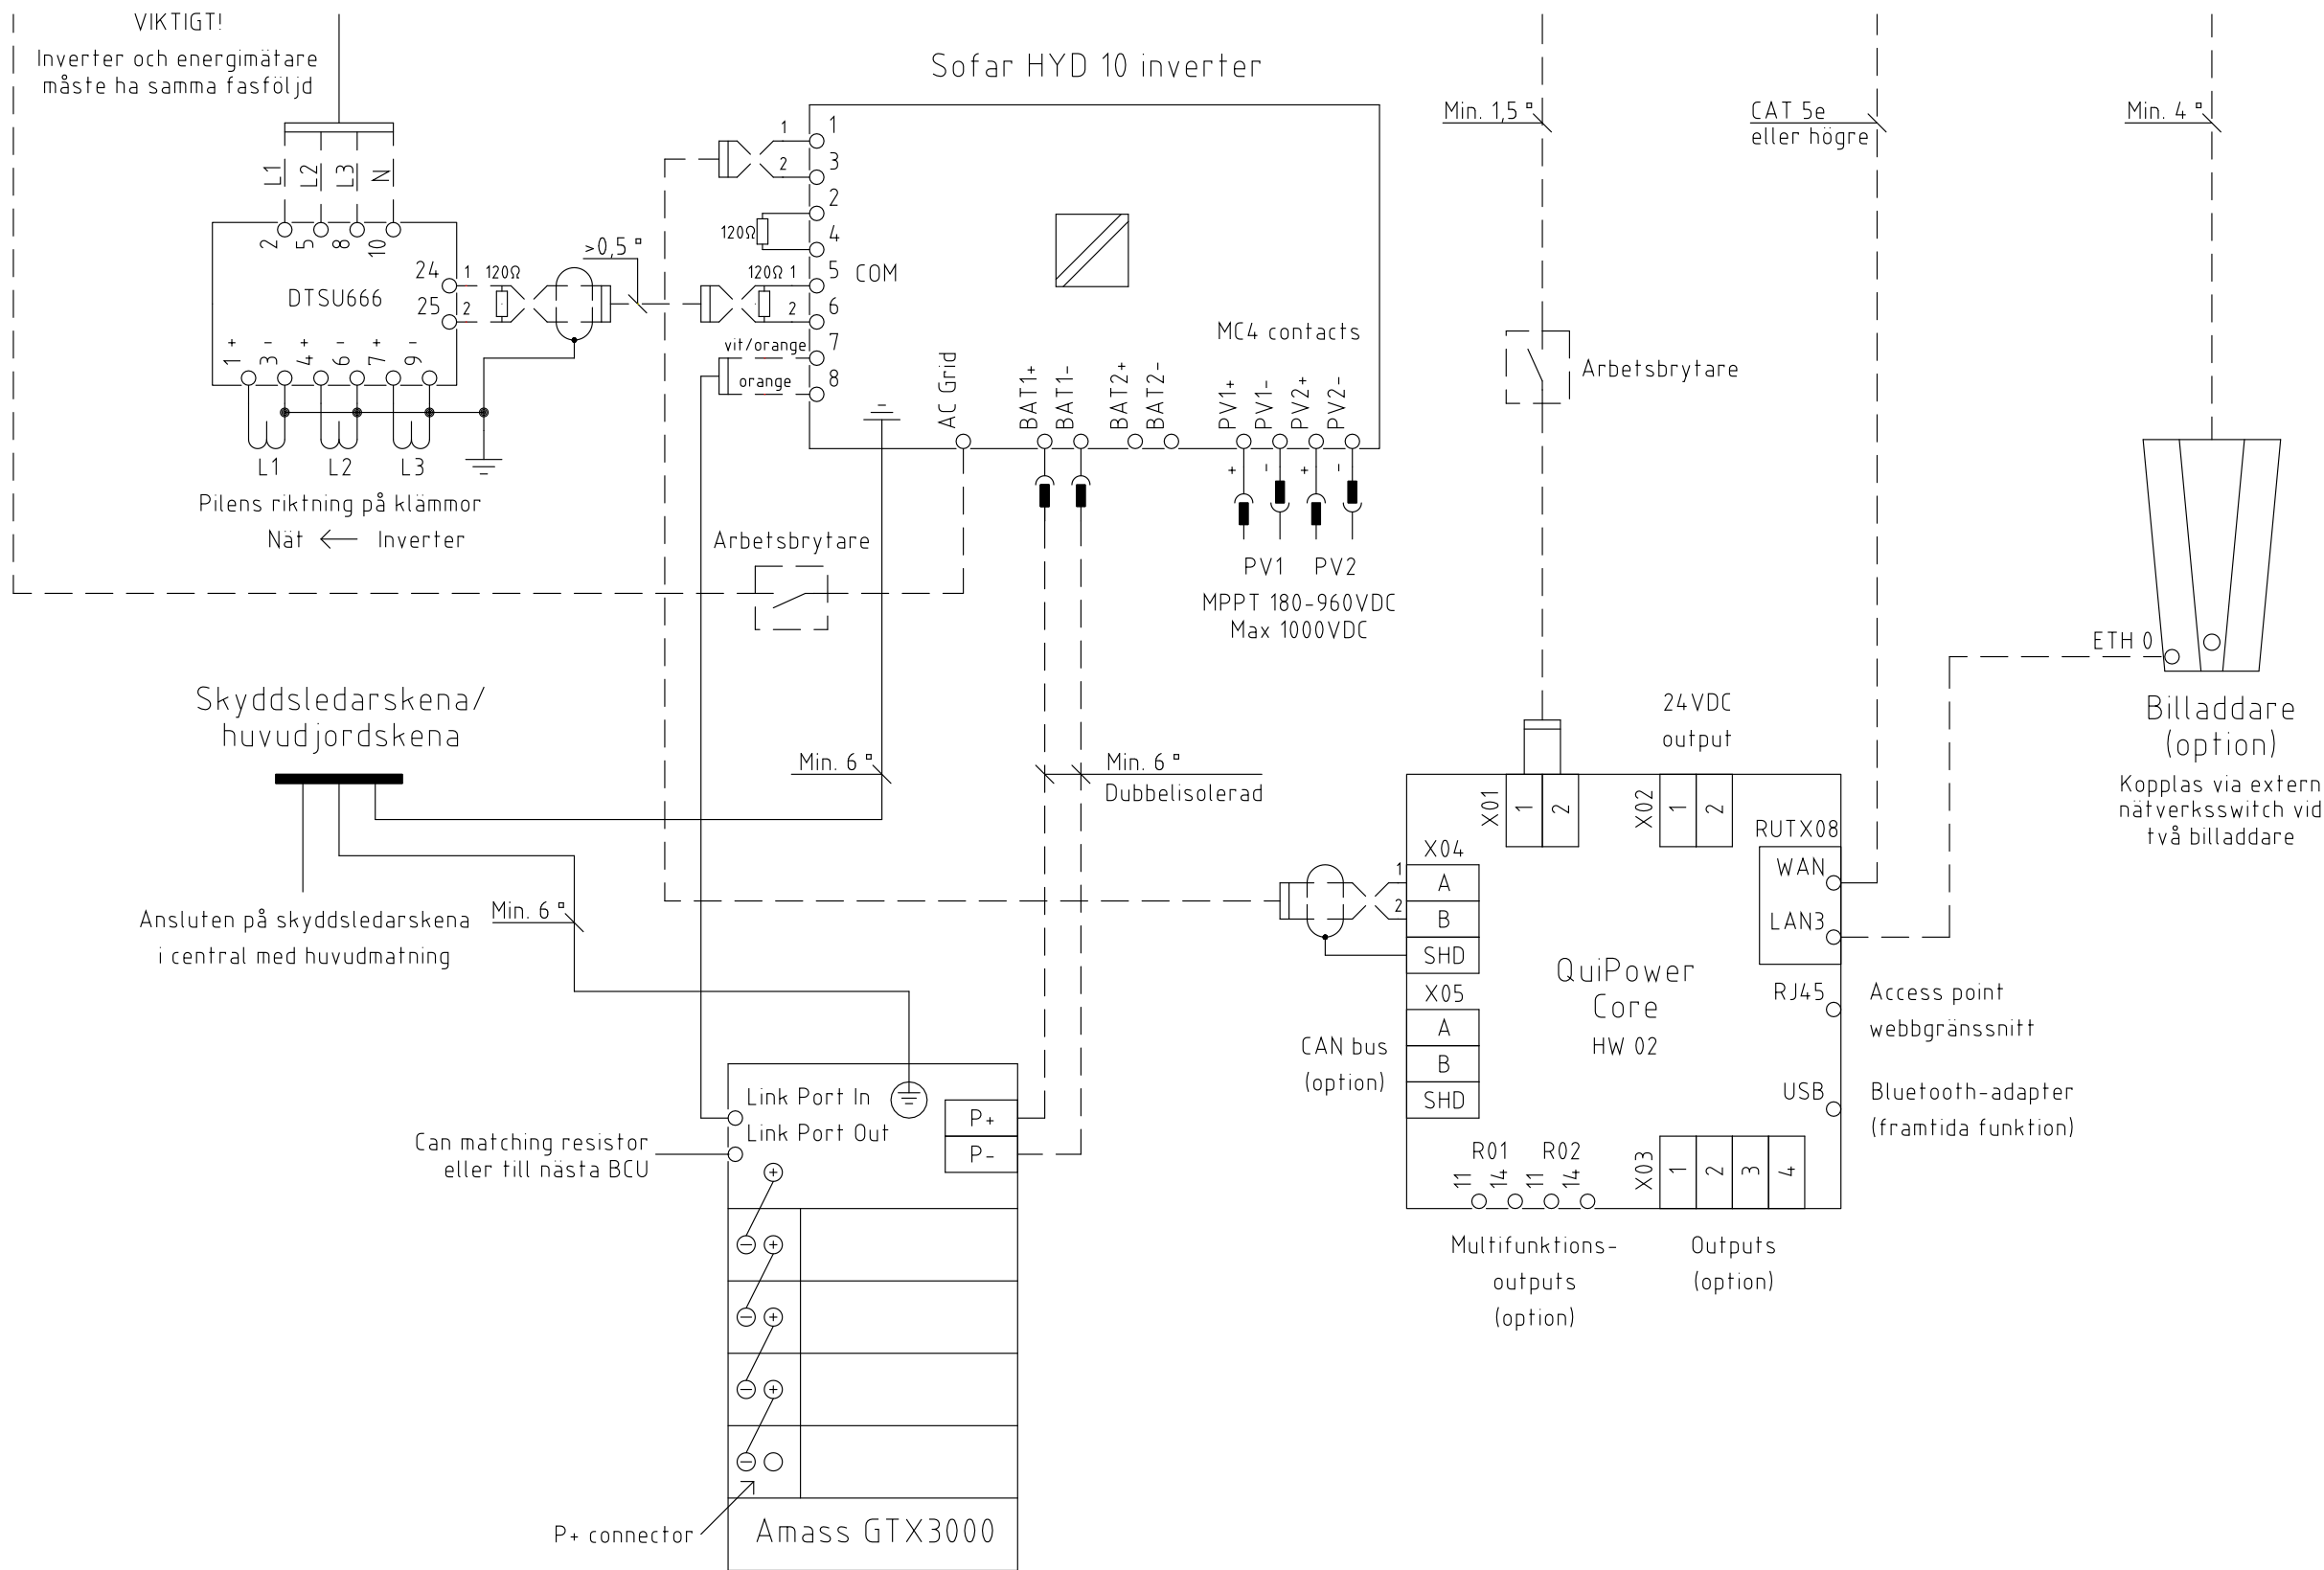 VIKTIGT!
Inverter och energimätare
måste ha samma fasföljd
L1
L2
L3
N
2
5
8
10
DTSU666
24
25
1
2
120Ω
>0,5 ▫
1 +
3 -
4 +
6 -
7 +
9 -
L1
L2
L3
Pilens riktning på klämmor
Nät ← Inverter
Sofar HYD 10 inverter
1
1
2
3
2
120Ω
4
120Ω 1
5
COM
2
6
vit/orange
7
orange
8
MC4 contacts
AC Grid
BAT1+
BAT1-
BAT2+
BAT2-
PV1+
PV1-
PV2+
PV2-
+
-
+
-
PV1
PV2
MPPT 180-960VDC
Max 1000VDC
Arbetsbrytare
Min. 1,5 ▫
Arbetsbrytare
CAT 5e
eller högre
Min. 4 ▫
ETH 0
Billaddare
(option)
Kopplas via extern
nätverksswitch vid
två billaddare
Skyddsledarskena/
huvudjordskena
Ansluten på skyddsledarskena
i central med huvudmatning
Min. 6 ▫
Min. 6 ▫
Min. 6 ▫
Dubbelisolerad
24VDC
output
X01
1
2
X02
1
2
RUTX08
WAN
LAN3
X04
1
A
2
B
SHD
X05
A
B
SHD
CAN bus
(option)
QuiPower
Core
HW 02
RJ45
Access point
webbgränssnitt
USB
Bluetooth-adapter
(framtida funktion)
R01
R02
11
14
11
14
X03
1
2
3
4
Multifunktions-
outputs
(option)
Outputs
(option)
Link Port In
Link Port Out
P+
P-
Can matching resistor
eller till nästa BCU
+
- +
- +
- +
-
P+ connector
Amass GTX3000